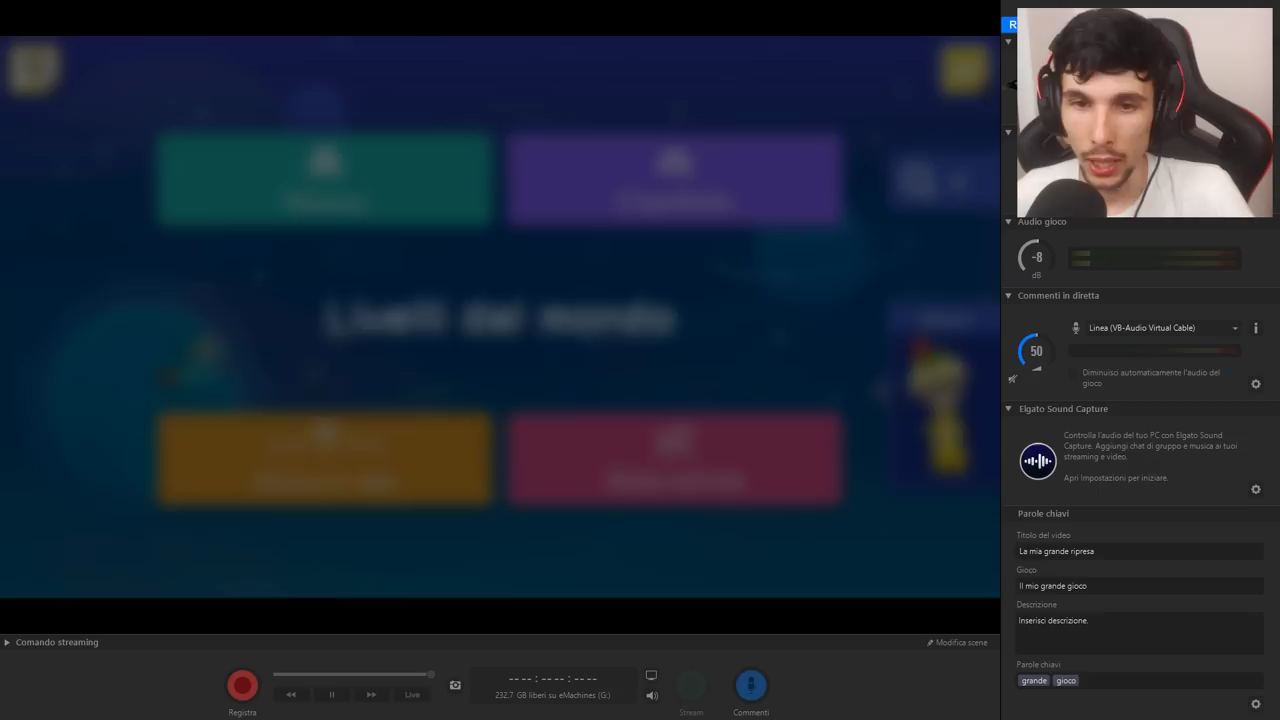 R
Livelli dal mondo
Audio gioco
-8
dB
Commenti in diretta
Linea (VB-Audio Virtual Cable)
50
Diminuisci automaticamente l'audio del
gioco
Elgato Sound Capture
Controlla l'audio del tuo PC con Elgato Sound
Capture. Aggiungi chat di gruppo e musica ai tuoi
streaming e video.
Apri Impostazioni per iniziare.
Parole chiavi
Titolo del video
La mia grande ripresa
Gioco
Il mio grande gioco
Descrizione
Inserisci descrizione.
Parole chiavi
grande gioco
Comando streaming
Modifica scene
Live
-- -- : -- -- : -- --
232.7 GB liberi su eMachines (G:)
Registra
Stream
Commenti